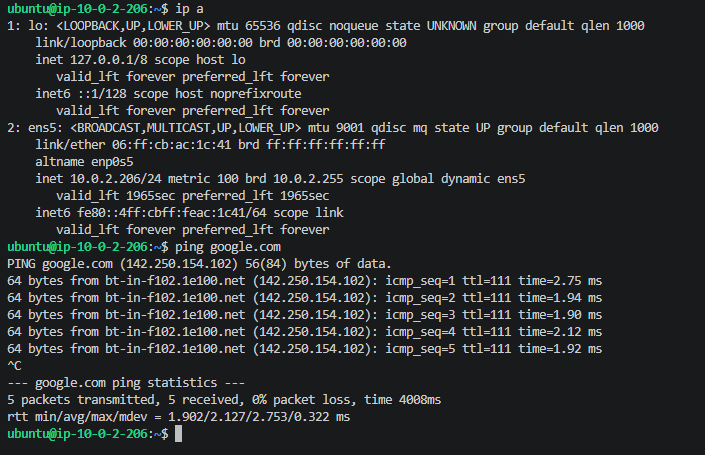 ubuntu@ip-10-0-2-206:~$ ip a
1: lo: <LOOPBACK,UP,LOWER_UP> mtu 65536 qdisc noqueue state UNKNOWN group default qlen 1000
    link/loopback 00:00:00:00:00:00 brd 00:00:00:00:00:00
    inet 127.0.0.1/8 scope host lo
       valid_lft forever preferred_lft forever
    inet6 ::1/128 scope host noprefixroute
       valid_lft forever preferred_lft forever
2: ens5: <BROADCAST,MULTICAST,UP,LOWER_UP> mtu 9001 qdisc mq state UP group default qlen 1000
    link/ether 06:ff:cb:ac:1c:41 brd ff:ff:ff:ff:ff:ff
    altname enp0s5
    inet 10.0.2.206/24 metric 100 brd 10.0.2.255 scope global dynamic ens5
       valid_lft 1965sec preferred_lft 1965sec
    inet6 fe80::4ff:cbff:feac:1c41/64 scope link
       valid_lft forever preferred_lft forever
ubuntu@ip-10-0-2-206:~$ ping google.com
PING google.com (142.250.154.102) 56(84) bytes of data.
64 bytes from bt-in-f102.1e100.net (142.250.154.102): icmp_seq=1 ttl=111 time=2.75 ms
64 bytes from bt-in-f102.1e100.net (142.250.154.102): icmp_seq=2 ttl=111 time=1.94 ms
64 bytes from bt-in-f102.1e100.net (142.250.154.102): icmp_seq=3 ttl=111 time=1.90 ms
64 bytes from bt-in-f102.1e100.net (142.250.154.102): icmp_seq=4 ttl=111 time=2.12 ms
64 bytes from bt-in-f102.1e100.net (142.250.154.102): icmp_seq=5 ttl=111 time=1.92 ms
^C
--- google.com ping statistics ---
5 packets transmitted, 5 received, 0% packet loss, time 4008ms
rtt min/avg/max/mdev = 1.902/2.127/2.753/0.322 ms
ubuntu@ip-10-0-2-206:~$